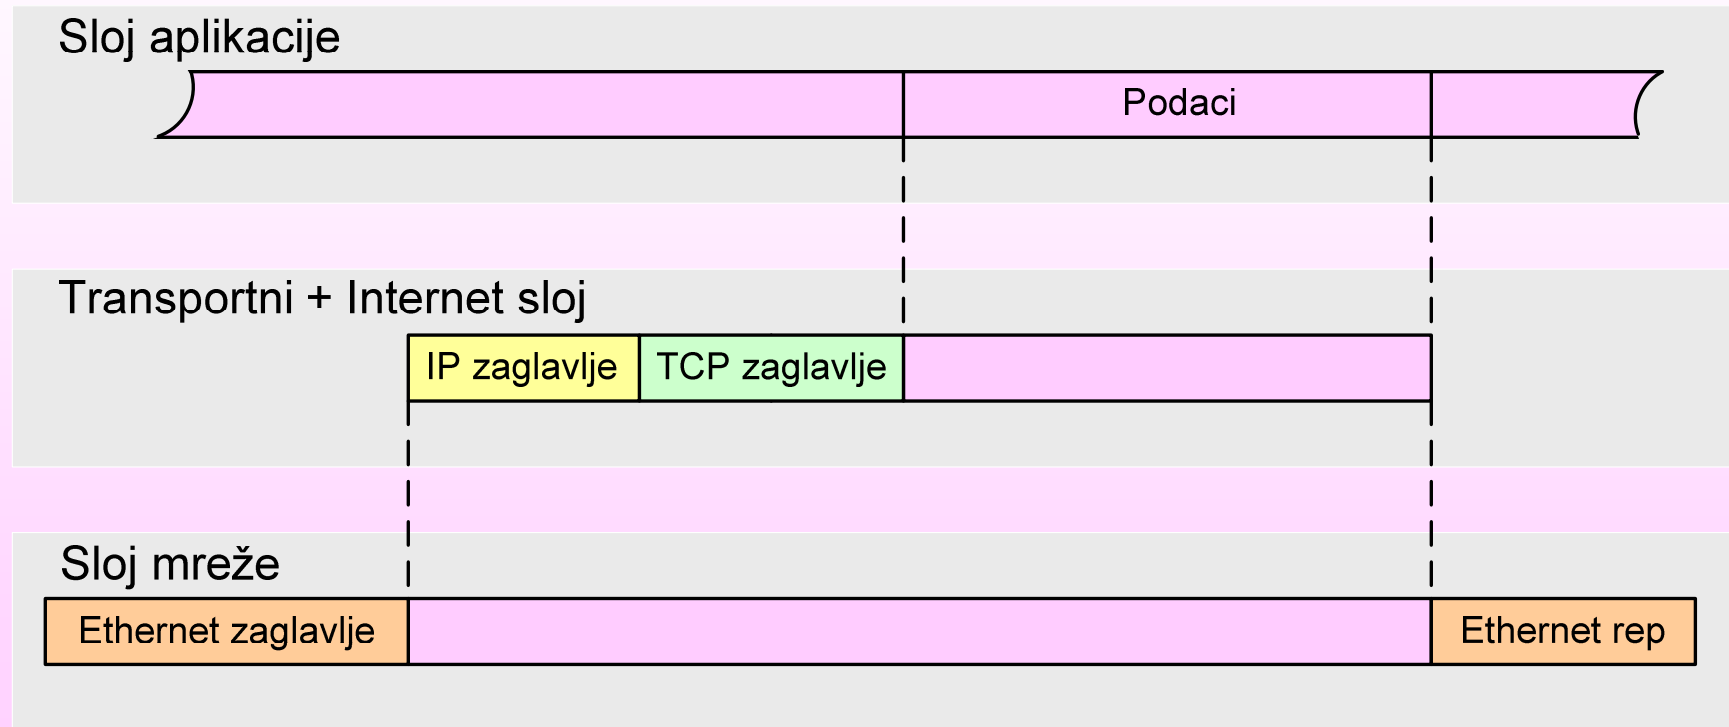 Sloj aplikacije
Podaci
Transportni + Internet sloj
IP zaglavlje
TCP zaglavlje
Sloj mreže
Ethernet zaglavlje
Ethernet rep